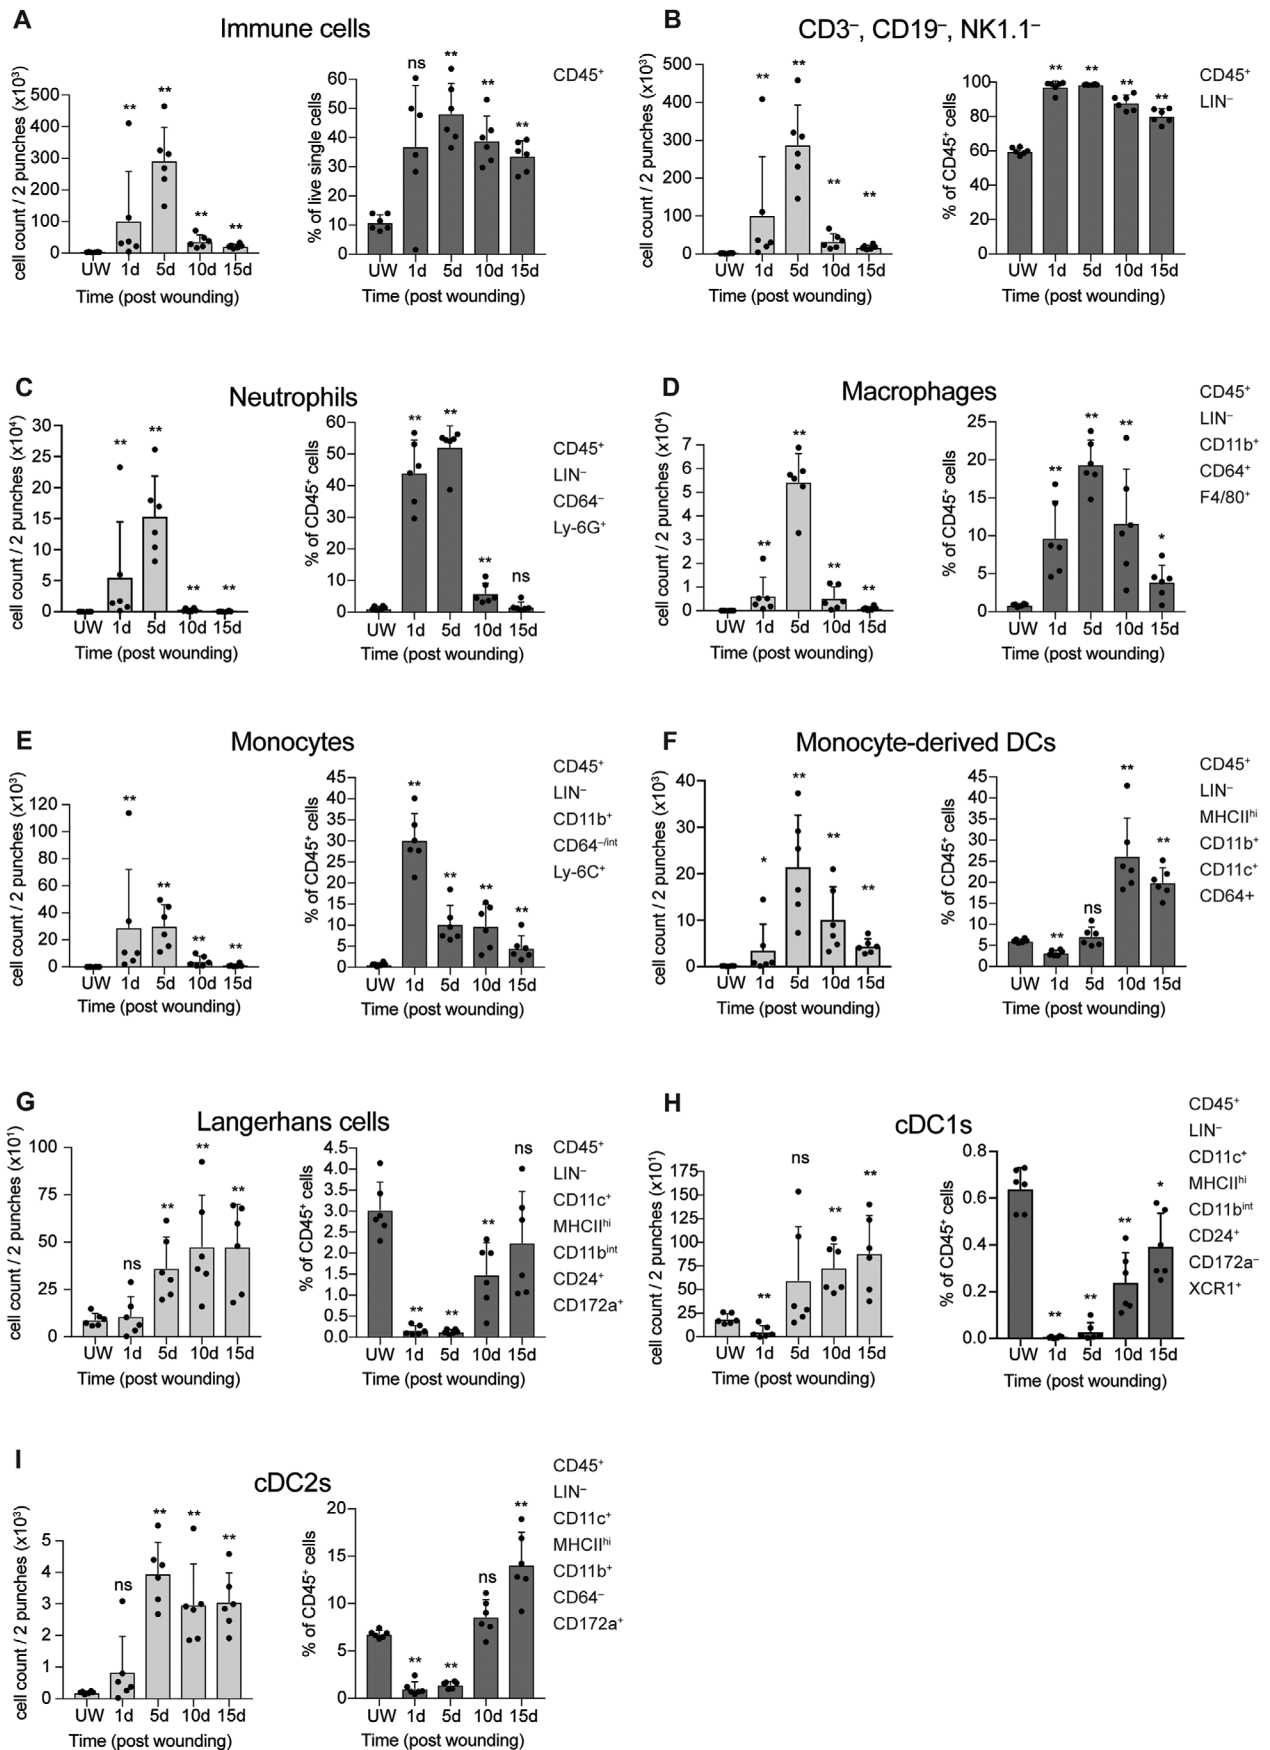 A
Immune cells
cell count / 2 punches (x10³)
500
400
300
200
100
0
** ** ** **
UW 1d 5d 10d 15d
Time (post wounding)
% of live single cells
60
50
40
30
20
10
0
ns ** ** **
UW 1d 5d 10d 15d
Time (post wounding)
CD45⁺
B
CD3⁻, CD19⁻, NK1.1⁻
cell count / 2 punches (x10³)
500
400
300
200
100
0
** ** ** **
UW 1d 5d 10d 15d
Time (post wounding)
% of CD45⁺ cells
100
80
60
40
20
0
** ** ** **
UW 1d 5d 10d 15d
Time (post wounding)
CD45⁺
LIN⁻
C
Neutrophils
cell count / 2 punches (x10⁴)
30
25
20
15
10
5
0
** ** ** **
UW 1d 5d 10d 15d
Time (post wounding)
% of CD45⁺ cells
60
50
40
30
20
10
0
** ** ** ns
UW 1d 5d 10d 15d
Time (post wounding)
CD45⁺
LIN⁻
CD64⁻
Ly-6G⁺
D
Macrophages
cell count / 2 punches (x10⁴)
7
6
5
4
3
2
1
0
** ** ** **
UW 1d 5d 10d 15d
Time (post wounding)
% of CD45⁺ cells
25
20
15
10
5
0
** ** ** *
UW 1d 5d 10d 15d
Time (post wounding)
CD45⁺
LIN⁻
CD11b⁺
CD64⁺
F4/80⁺
E
Monocytes
cell count / 2 punches (x10³)
120
100
80
60
40
20
0
** ** ** **
UW 1d 5d 10d 15d
Time (post wounding)
% of CD45⁺ cells
45
40
35
30
25
20
15
10
5
0
** ** ** **
UW 1d 5d 10d 15d
Time (post wounding)
CD45⁺
LIN⁻
CD11b⁺
CD64⁻/ⁱⁿᵗ
Ly-6C⁺
F
Monocyte-derived DCs
cell count / 2 punches (x10³)
40
30
20
10
0
* ** ** **
UW 1d 5d 10d 15d
Time (post wounding)
% of CD45⁺ cells
45
40
35
30
25
20
15
10
5
0
** ns ** **
UW 1d 5d 10d 15d
Time (post wounding)
CD45⁺
LIN⁻
MHCIIʰⁱ
CD11b⁺
CD11c⁺
CD64+
G
Langerhans cells
cell count / 2 punches (x10¹)
100
75
50
25
0
ns ** ** **
UW 1d 5d 10d 15d
Time (post wounding)
% of CD45⁺ cells
4.5
4.0
3.5
3.0
2.5
2.0
1.5
1.0
0.5
0.0
** ** ** ns
UW 1d 5d 10d 15d
Time (post wounding)
CD45⁺
LIN⁻
CD11c⁺
MHCIIʰⁱ
CD11bⁱⁿᵗ
CD24⁺
CD172a⁺
H
cDC1s
cell count / 2 punches (x10¹)
175
150
125
100
75
50
25
0
** ns ** **
UW 1d 5d 10d 15d
Time (post wounding)
% of CD45⁺ cells
0.8
0.6
0.4
0.2
0.0
** ** ** *
UW 1d 5d 10d 15d
Time (post wounding)
CD45⁺
LIN⁻
CD11c⁺
MHCIIʰⁱ
CD11bⁱⁿᵗ
CD24⁺
CD172a⁻
XCR1⁺
I
cDC2s
cell count / 2 punches (x10³)
5
4
3
2
1
0
ns ** ** **
UW 1d 5d 10d 15d
Time (post wounding)
% of CD45⁺ cells
20
15
10
5
0
** ** ns **
UW 1d 5d 10d 15d
Time (post wounding)
CD45⁺
LIN⁻
CD11c⁺
MHCIIʰⁱ
CD11b⁺
CD64⁻
CD172a⁺